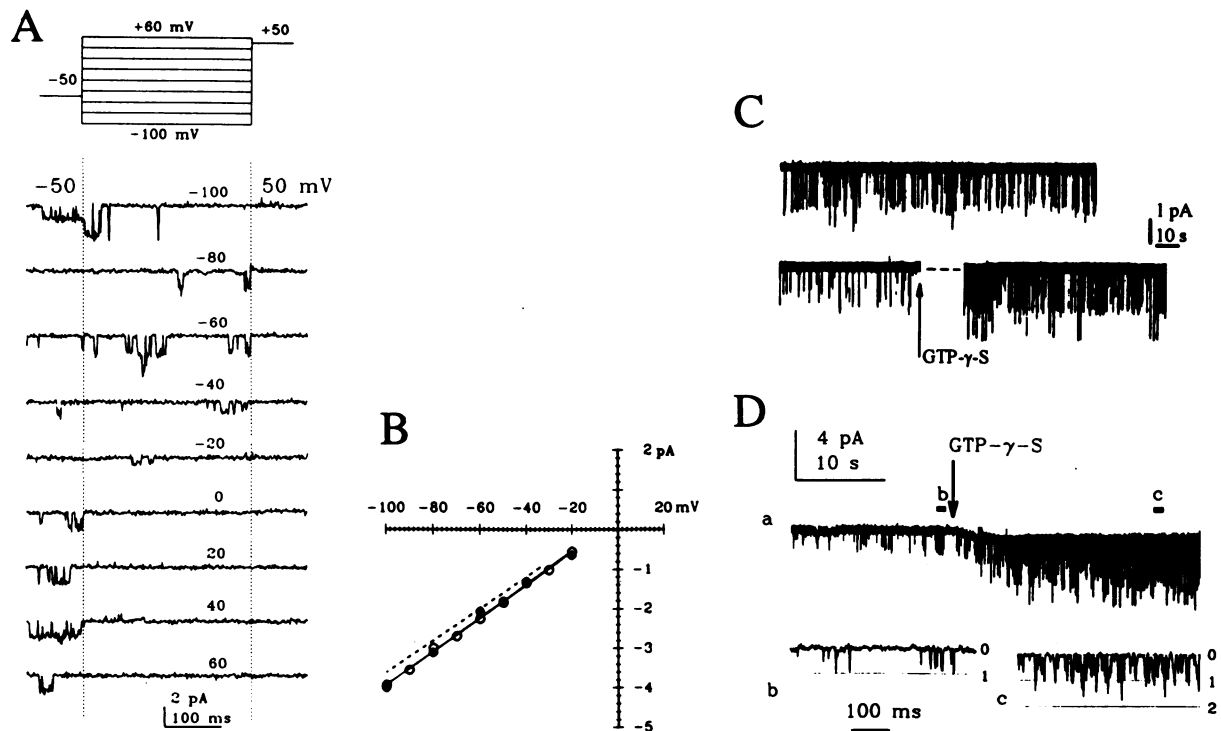 A
+60 mV
+50
-50
-100 mV
-50
-100
50 mV
-80
-60
-40
-20
0
20
40
60
2 pA
100 ms
B
2 pA
-100 -80 -60 -40 -20
20 mV
-1
-2
-3
-4
-5
C
1 pA
10 s
GTP-γ-S
D
4 pA
10 s
GTP-γ-S
b
c
a
0
1
b
100 ms
0
1
2
c